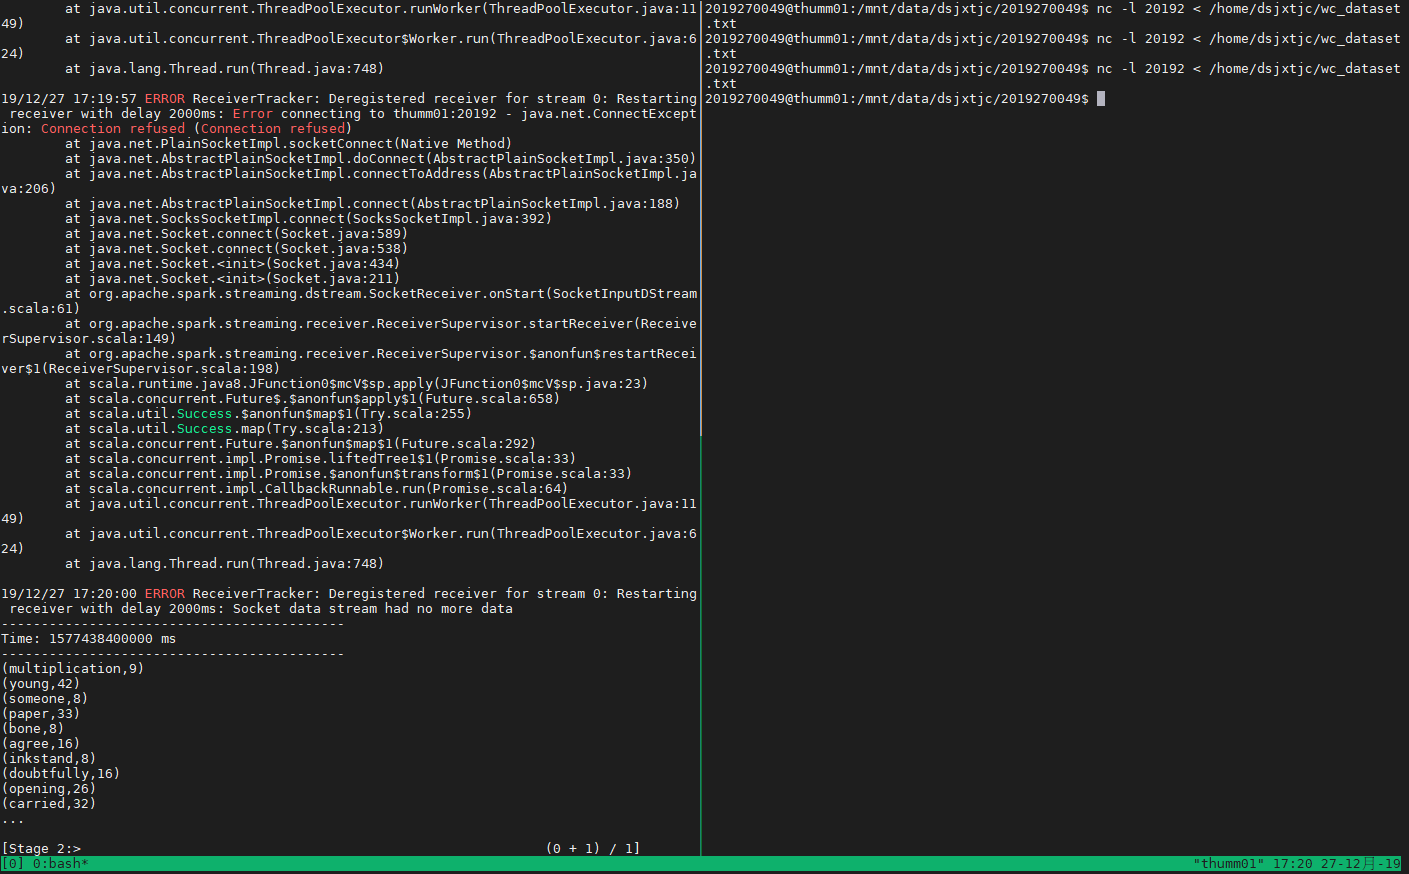 at java.util.concurrent.ThreadPoolExecutor.runWorker(ThreadPoolExecutor.java:11
49)
        at java.util.concurrent.ThreadPoolExecutor$Worker.run(ThreadPoolExecutor.java:6
24)
        at java.lang.Thread.run(Thread.java:748)

19/12/27 17:19:57 ERROR ReceiverTracker: Deregistered receiver for stream 0: Restarting
 receiver with delay 2000ms: Error connecting to thumm01:20192 - java.net.ConnectExcept
ion: Connection refused (Connection refused)
        at java.net.PlainSocketImpl.socketConnect(Native Method)
        at java.net.AbstractPlainSocketImpl.doConnect(AbstractPlainSocketImpl.java:350)
        at java.net.AbstractPlainSocketImpl.connectToAddress(AbstractPlainSocketImpl.ja
va:206)
        at java.net.AbstractPlainSocketImpl.connect(AbstractPlainSocketImpl.java:188)
        at java.net.SocksSocketImpl.connect(SocksSocketImpl.java:392)
        at java.net.Socket.connect(Socket.java:589)
        at java.net.Socket.connect(Socket.java:538)
        at java.net.Socket.<init>(Socket.java:434)
        at java.net.Socket.<init>(Socket.java:211)
        at org.apache.spark.streaming.dstream.SocketReceiver.onStart(SocketInputDStream
.scala:61)
        at org.apache.spark.streaming.receiver.ReceiverSupervisor.startReceiver(Receive
rSupervisor.scala:149)
        at org.apache.spark.streaming.receiver.ReceiverSupervisor.$anonfun$restartRecei
ver$1(ReceiverSupervisor.scala:198)
        at scala.runtime.java8.JFunction0$mcV$sp.apply(JFunction0$mcV$sp.java:23)
        at scala.concurrent.Future$.$anonfun$apply$1(Future.scala:658)
        at scala.util.Success.$anonfun$map$1(Try.scala:255)
        at scala.util.Success.map(Try.scala:213)
        at scala.concurrent.Future.$anonfun$map$1(Future.scala:292)
        at scala.concurrent.impl.Promise.liftedTree1$1(Promise.scala:33)
        at scala.concurrent.impl.Promise.$anonfun$transform$1(Promise.scala:33)
        at scala.concurrent.impl.CallbackRunnable.run(Promise.scala:64)
        at java.util.concurrent.ThreadPoolExecutor.runWorker(ThreadPoolExecutor.java:11
49)
        at java.util.concurrent.ThreadPoolExecutor$Worker.run(ThreadPoolExecutor.java:6
24)
        at java.lang.Thread.run(Thread.java:748)

19/12/27 17:20:00 ERROR ReceiverTracker: Deregistered receiver for stream 0: Restarting
 receiver with delay 2000ms: Socket data stream had no more data
-------------------------------------------
Time: 1577438400000 ms
-------------------------------------------
(multiplication,9)
(young,42)
(someone,8)
(paper,33)
(bone,8)
(agree,16)
(inkstand,8)
(doubtfully,16)
(opening,26)
(carried,32)
...

[Stage 2:>                                                          (0 + 1) / 1]
2019270049@thumm01:/mnt/data/dsjxtjc/2019270049$ nc -l 20192 < /home/dsjxtjc/wc_dataset
.txt
2019270049@thumm01:/mnt/data/dsjxtjc/2019270049$ nc -l 20192 < /home/dsjxtjc/wc_dataset
.txt
2019270049@thumm01:/mnt/data/dsjxtjc/2019270049$ nc -l 20192 < /home/dsjxtjc/wc_dataset
.txt
2019270049@thumm01:/mnt/data/dsjxtjc/2019270049$
[0] 0:bash* "thumm01" 17:20 27-12月-19